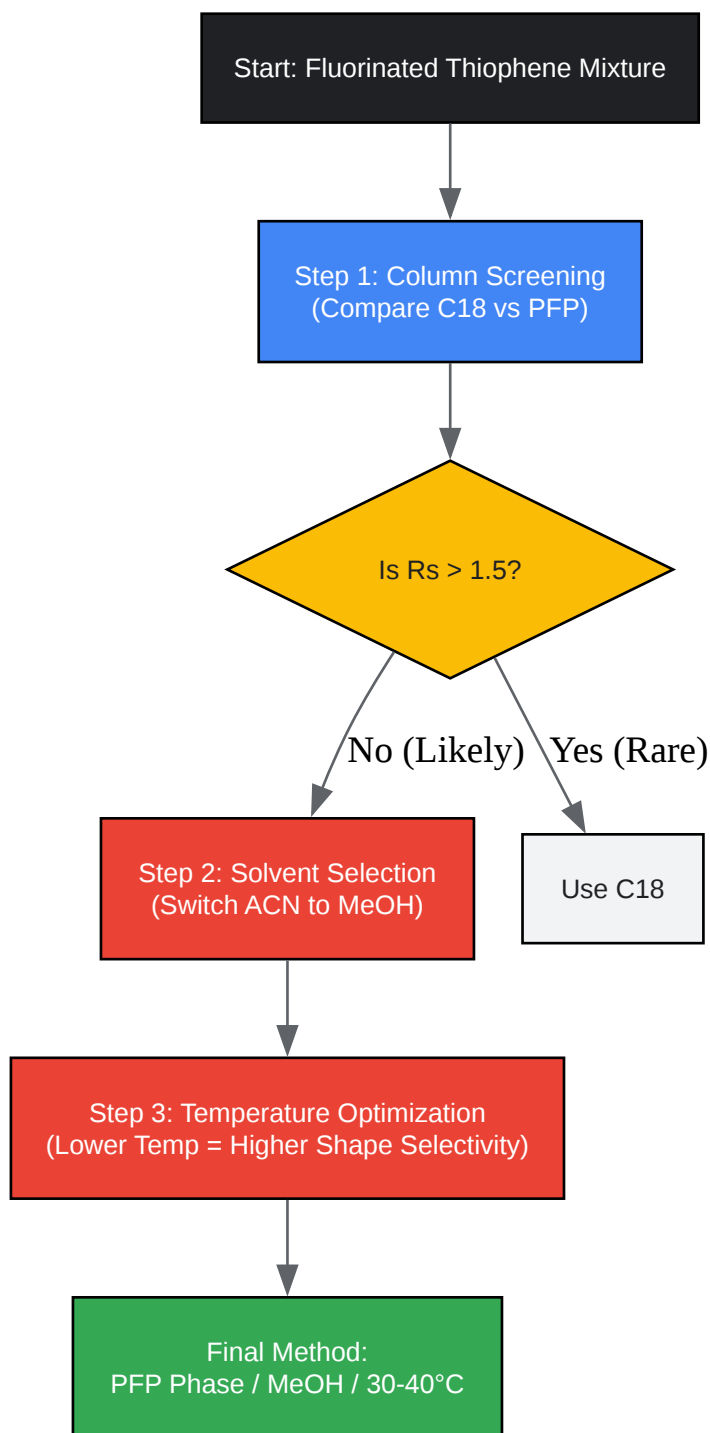 Start: Fluorinated Thiophene Mixture
Step 1: Column Screening
(Compare C18 vs PFP)
Is Rs > 1.5?
No (Likely)
Yes (Rare)
Step 2: Solvent Selection
(Switch ACN to MeOH)
Use C18
Step 3: Temperature Optimization
(Lower Temp = Higher Shape Selectivity)
Final Method:
PFP Phase / MeOH / 30-40°C